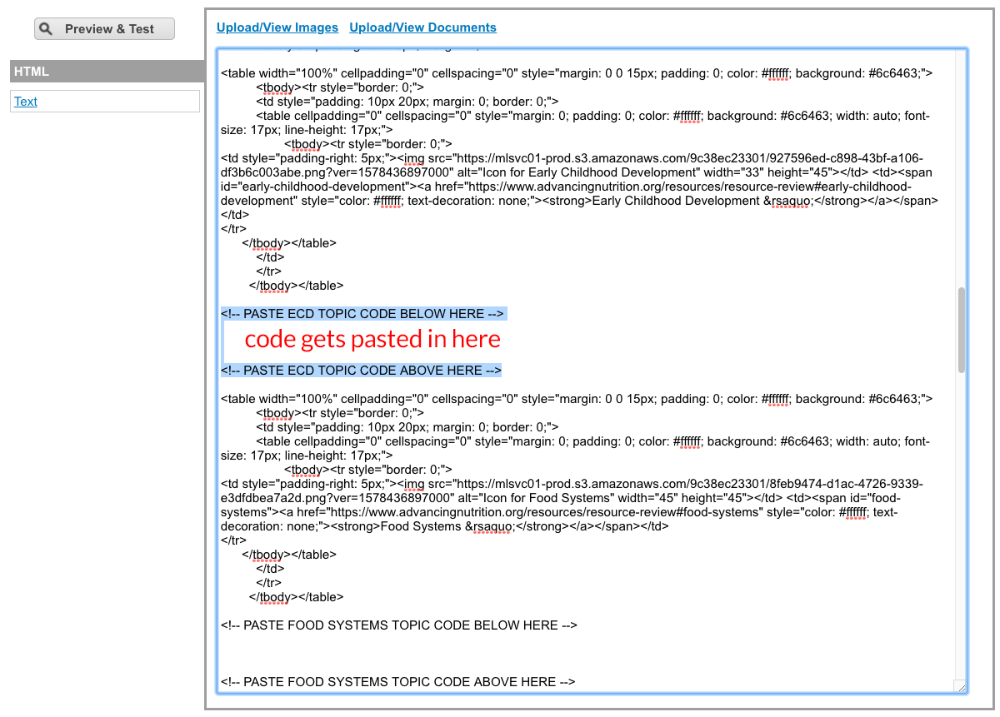 Preview & Test
HTML
Text
Upload/View Images Upload/View Documents
<table width="100%" cellpadding="0" cellspacing="0" style="margin: 0 0 15px; padding: 0; color: #ffffff; background: #6c6463;">
<tbody><tr style="border: 0;">
<td style="padding: 10px 20px; margin: 0; border: 0;">
<table cellpadding="0" cellspacing="0" style="margin: 0; padding: 0; color: #ffffff; background: #6c6463; width: auto; font-
size: 17px; line-height: 17px;">
<tbody><tr style="border: 0;">
<td style="padding-right: 5px;"><img src="https://mlsvc01-prod.s3.amazonaws.com/9c38ec23301/927596ed-c898-43bf-a106-
df3b6c003abe.png?ver=1578436897000" alt="Icon for Early Childhood Development" width="33" height="45"></td> <td><span
id="early-childhood-development"><a href="https://www.advancingnutrition.org/resources/resource-review#early-childhood-
development" style="color: #ffffff; text-decoration: none;"><strong>Early Childhood Development &rsaquo;</strong></a></span>
</td>
</tr>
</tbody></table>
</td>
</tr>
</tbody></table>
<!-- PASTE ECD TOPIC CODE BELOW HERE -->
code gets pasted in here
<!-- PASTE ECD TOPIC CODE ABOVE HERE -->
<table width="100%" cellpadding="0" cellspacing="0" style="margin: 0 0 15px; padding: 0; color: #ffffff; background: #6c6463;">
<tbody><tr style="border: 0;">
<td style="padding: 10px 20px; margin: 0; border: 0;">
<table cellpadding="0" cellspacing="0" style="margin: 0; padding: 0; color: #ffffff; background: #6c6463; width: auto; font-
size: 17px; line-height: 17px;">
<tbody><tr style="border: 0;">
<td style="padding-right: 5px;"><img src="https://mlsvc01-prod.s3.amazonaws.com/9c38ec23301/8feb9474-d1ac-4726-9339-
e3dfdbea7a2d.png?ver=1578436897000" alt="Icon for Food Systems" width="45" height="45"></td> <td><span id="food-
systems"><a href="https://www.advancingnutrition.org/resources/resource-review#food-systems" style="color: #ffffff; text-
decoration: none;"><strong>Food Systems &rsaquo;</strong></a></span></td>
</tr>
</tbody></table>
</td>
</tr>
</tbody></table>
<!-- PASTE FOOD SYSTEMS TOPIC CODE BELOW HERE -->
<!-- PASTE FOOD SYSTEMS TOPIC CODE ABOVE HERE -->